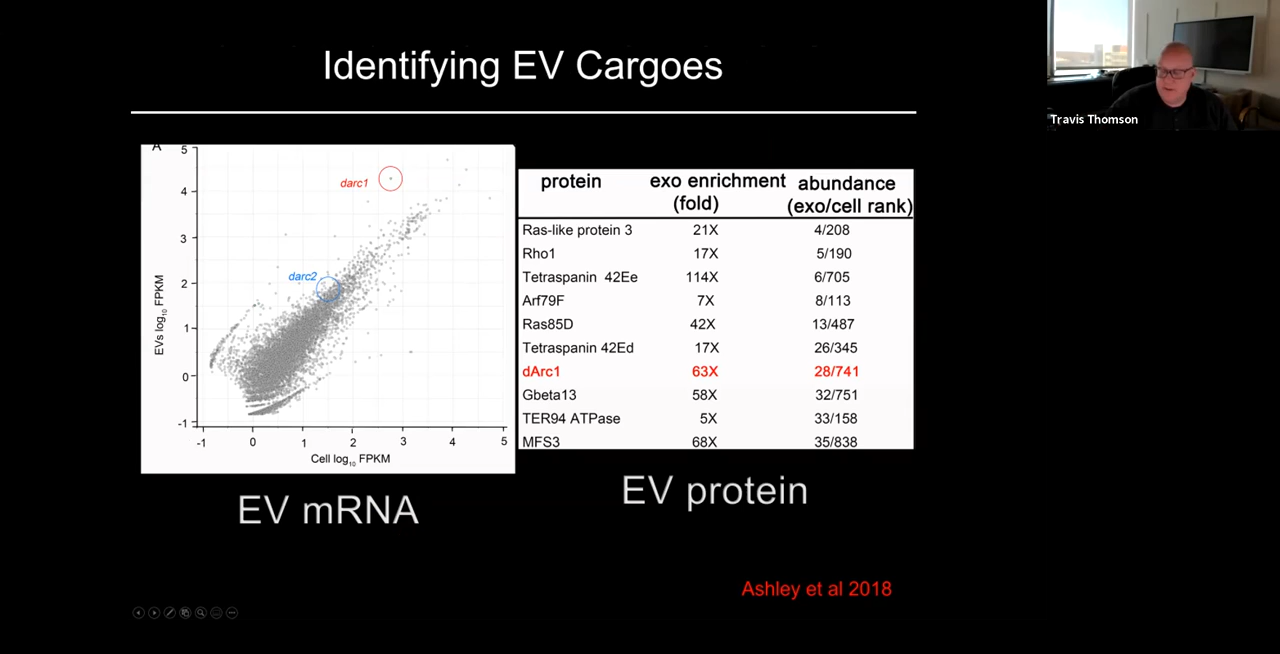 Identifying EV Cargoes
Travis Thomson
A
5
4
3
2
1
0
-1
-1 0 1 2 3 4 5
EVs log10 FPKM
Cell log10 FPKM
darc1
darc2
protein exo enrichment (fold) abundance (exo/cell rank)
Ras-like protein 3 21X 4/208
Rho1 17X 5/190
Tetraspanin 42Ee 114X 6/705
Arf79F 7X 8/113
Ras85D 42X 13/487
Tetraspanin 42Ed 17X 26/345
dArc1 63X 28/741
Gbeta13 58X 32/751
TER94 ATPase 5X 33/158
MFS3 68X 35/838
EV mRNA
EV protein
Ashley et al 2018